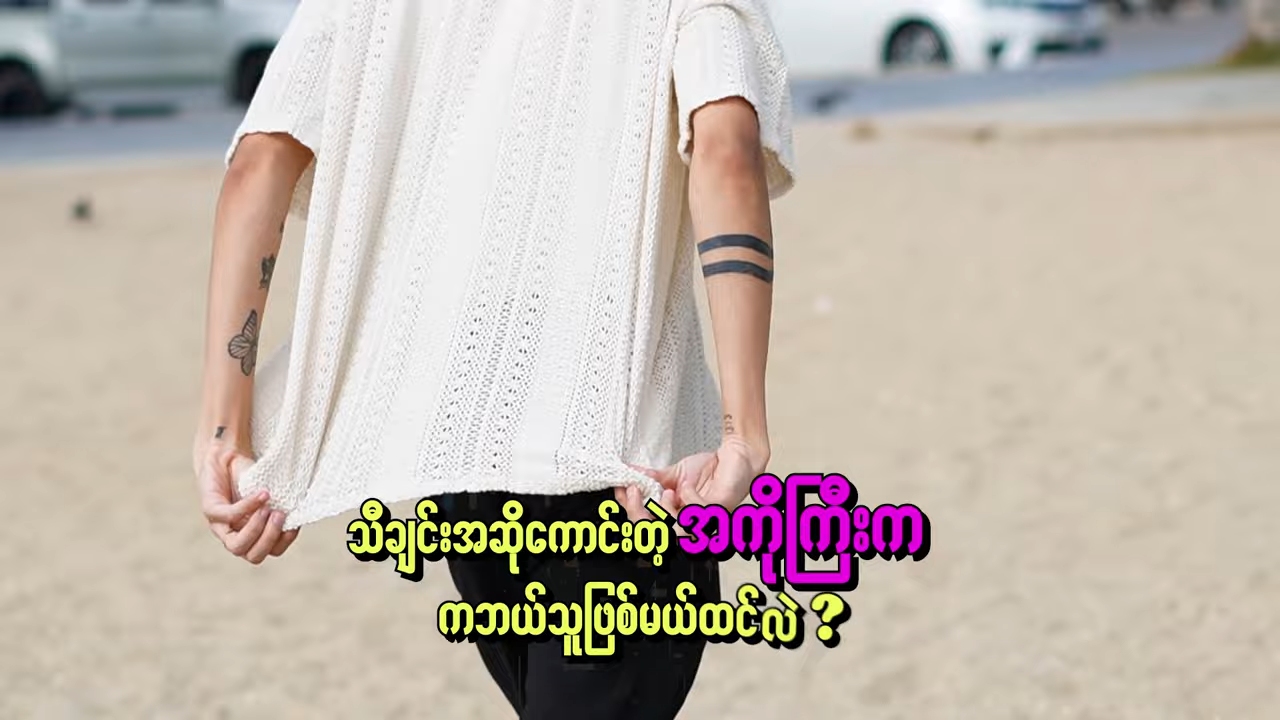 သီချင်းအဆိုကောင်းတဲ့ အကိုကြီးက
ကဘယ်သူဖြစ်မယ်ထင်လဲ ?